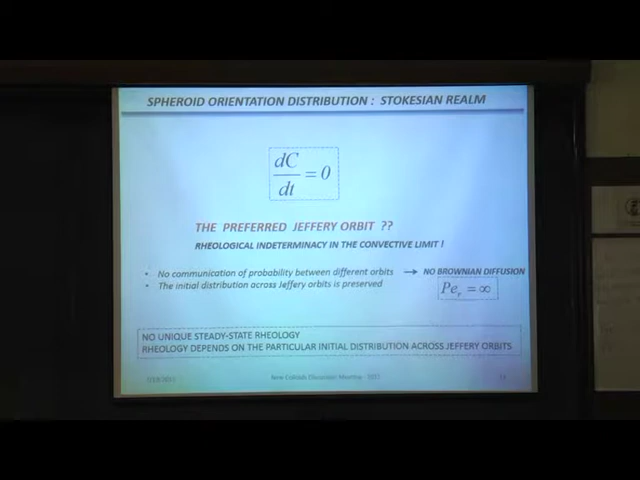 SPHEROID ORIENTATION DISTRIBUTION : STOKESIAN REALM
dC/dt = 0
THE PREFERRED JEFFERY ORBIT ??
RHEOLOGICAL INDETERMINACY IN THE CONVECTIVE LIMIT !
• No communication of probability between different orbits → NO BROWNIAN DIFFUSION
• The initial distribution across Jeffery orbits is preserved
Pe_r = ∞
NO UNIQUE STEADY-STATE RHEOLOGY
RHEOLOGY DEPENDS ON THE PARTICULAR INITIAL DISTRIBUTION ACROSS JEFFERY ORBITS